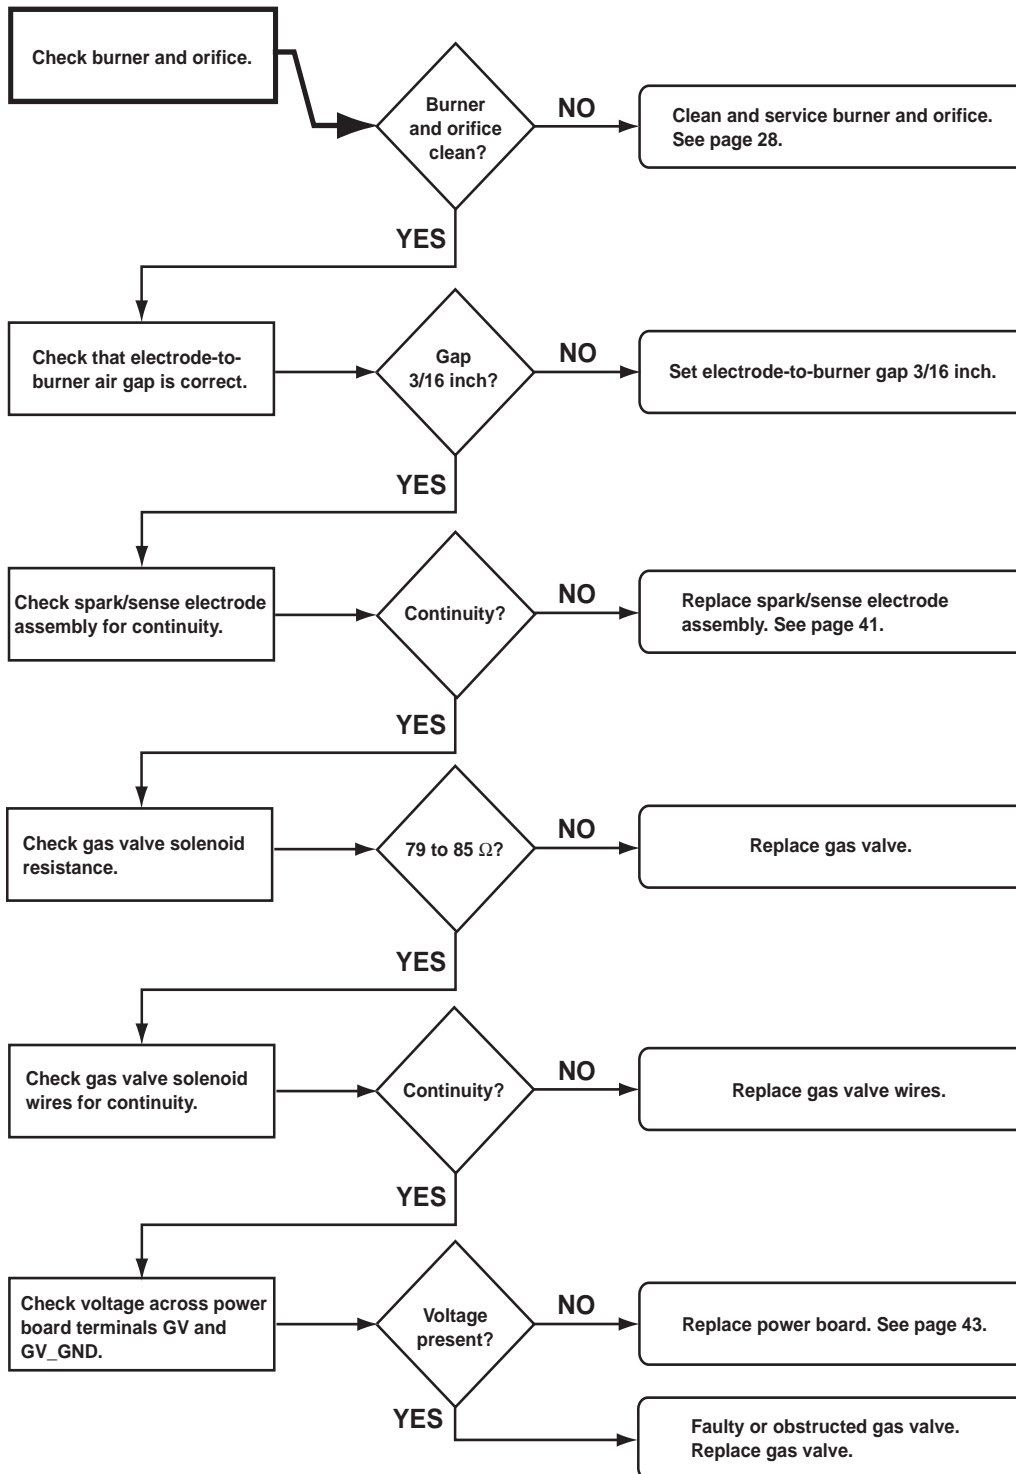 Check burner and orifice.
Burner
and orifice
clean?
NO
Clean and service burner and orifice.
See page 28.
YES
Check that electrode-to-
burner air gap is correct.
Gap
3/16 inch?
NO
Set electrode-to-burner gap 3/16 inch.
YES
Check spark/sense electrode
assembly for continuity.
Continuity?
NO
Replace spark/sense electrode
assembly. See page 41.
YES
Check gas valve solenoid
resistance.
79 to 85 Ω?
NO
Replace gas valve.
YES
Check gas valve solenoid
wires for continuity.
Continuity?
NO
Replace gas valve wires.
YES
Check voltage across power
board terminals GV and
GV_GND.
Voltage
present?
NO
Replace power board. See page 43.
YES
Faulty or obstructed gas valve.
Replace gas valve.